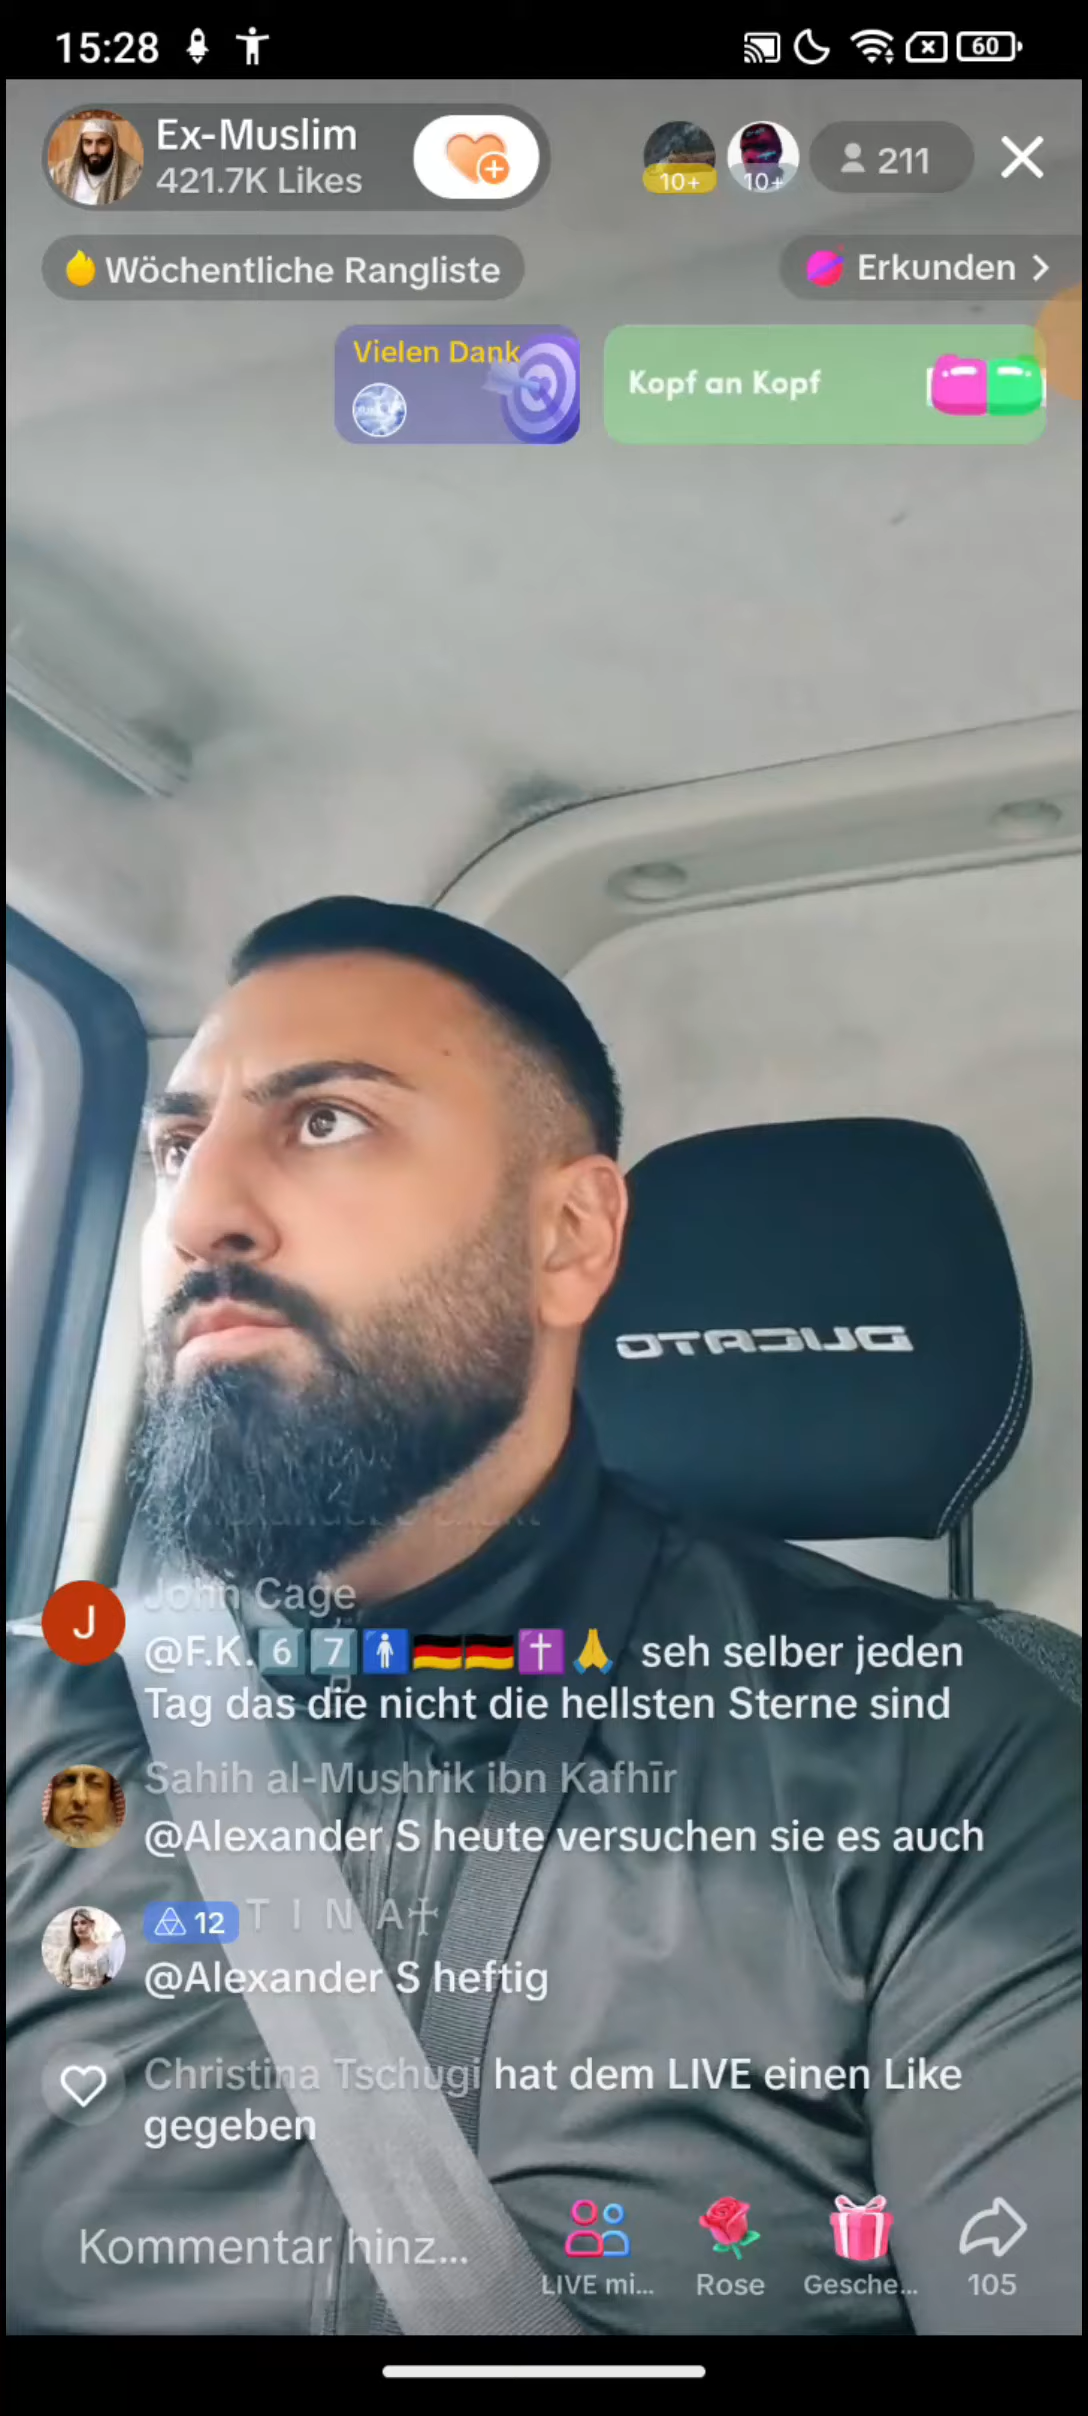 15:28
60
Ex-Muslim
421.7K Likes
10+
10+
211
Wöchentliche Rangliste
Erkunden >
Vielen Dank
Kopf an Kopf
DUCATO
J
John Cage
@F.K.6️⃣7️⃣🚹🇩🇪🇩🇪✝️🙏 seh selber jeden
Tag das die nicht die hellsten Sterne sind
Sahih al-Mushrik ibn Kafhīr
@Alexander S heute versuchen sie es auch
12 T I N A☥
@Alexander S heftig
Christina Tschugi hat dem LIVE einen Like
gegeben
Kommentar hinz...
LIVE mi...
Rose
Gesche...
105